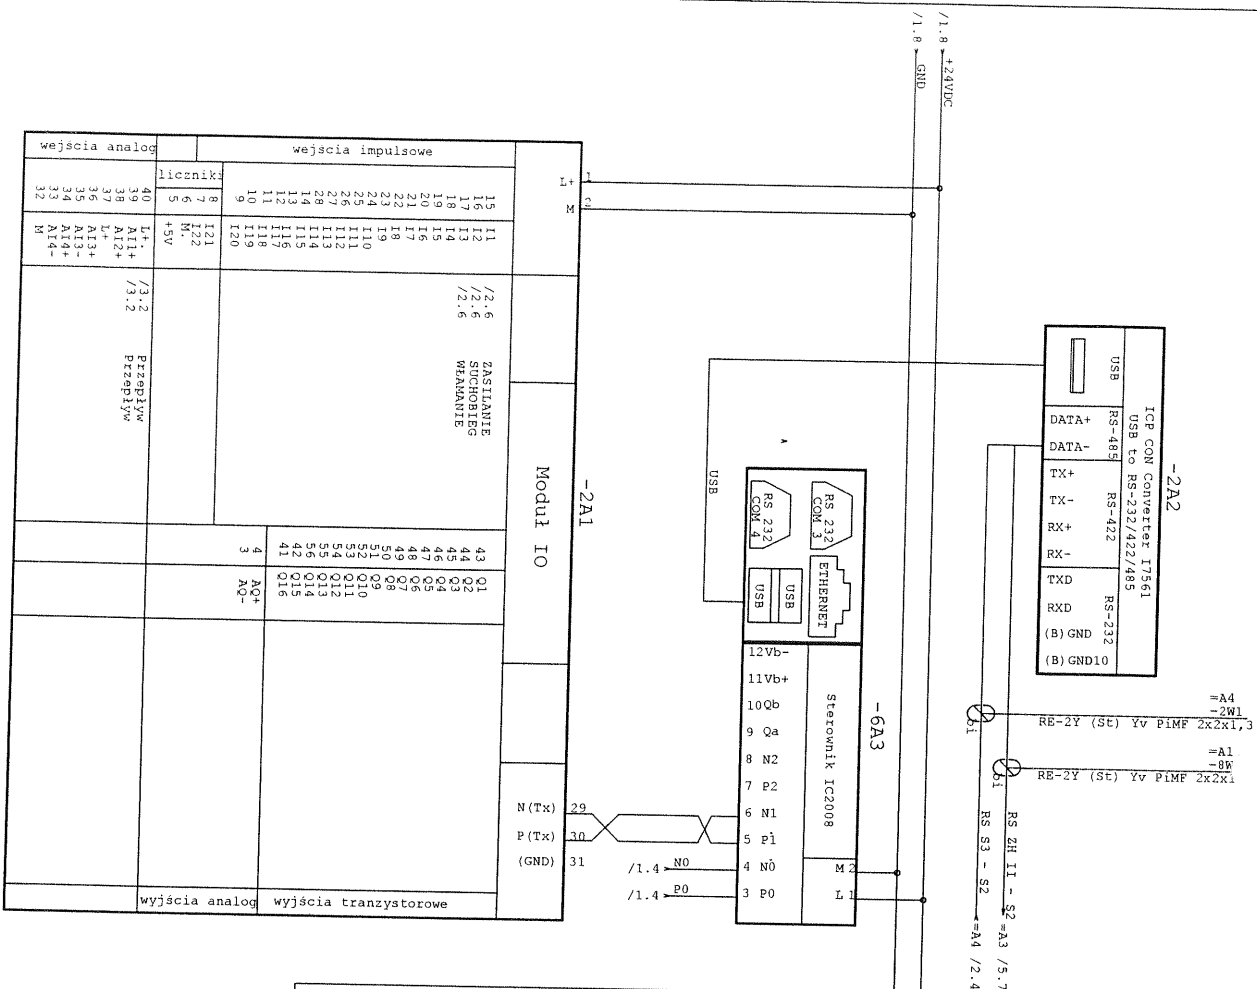 /1.8
+24VDC
/1.8
GND
wejścia analog
liczniki
wejscia impulsowe
L+ 1
M 2
15 I1 /2.6 ZASILANIE
16 I2 /2.6 SUCHOBIEG
17 I3 /2.6 WŁAMANIE
18 I4
19 I5
20 I6
21 I7
22 I8
23 I9
24 I10
25 I11
26 I12
27 I13
28 I14
14 I15
13 I16
12 I17
11 I18
10 I19
9 I20
8 I21
7 I22
6 M.
5 +5V
40 L+. /3.2 Przepływ
39 AI1+ /3.2 Przepływ
38 AI2+
37 L+
36 AI3+
35 AI3-
34 AI4+
33 AI4-
32 M
-2A1
Moduł IO
43 Q1
44 Q2
45 Q3
46 Q4
47 Q5
48 Q6
49 Q7
50 Q8
51 Q9
52 Q10
53 Q11
54 Q12
55 Q13
56 Q14
42 Q15
41 Q16
4 AQ+
3 AQ-
N(Tx) 29
P(Tx) 30
(GND) 31
wyjścia analog
wyjścia tranzystorowe
USB
-6A3
RS 232
COM 3
RS 232
COM 4
ETHERNET
USB
USB
Sterownik IC2008
12 Vb-
11 Vb+
10 Qb
9 Qa
8 N2
7 P2
6 N1
5 P1
4 N0
3 P0
M 2
L 1
/1.4 N0
/1.4 P0
-2A2
ICP CON Converter I7561
USB to RS-232/422/485
USB
RS-485
DATA+
DATA-
RS-422
TX+
TX-
RX+
RX-
RS-232
TXD
RXD
(B) GND
(B) GND10
=A4
-2W1
RE-2Y (St) Yv PiMF 2x2x1,3
=A1
-8W
RE-2Y (St) Yv PiMF 2x2x1
RS S3 - S2
=A4 /2.4
RS ZH II - S2
=A3 /5.7